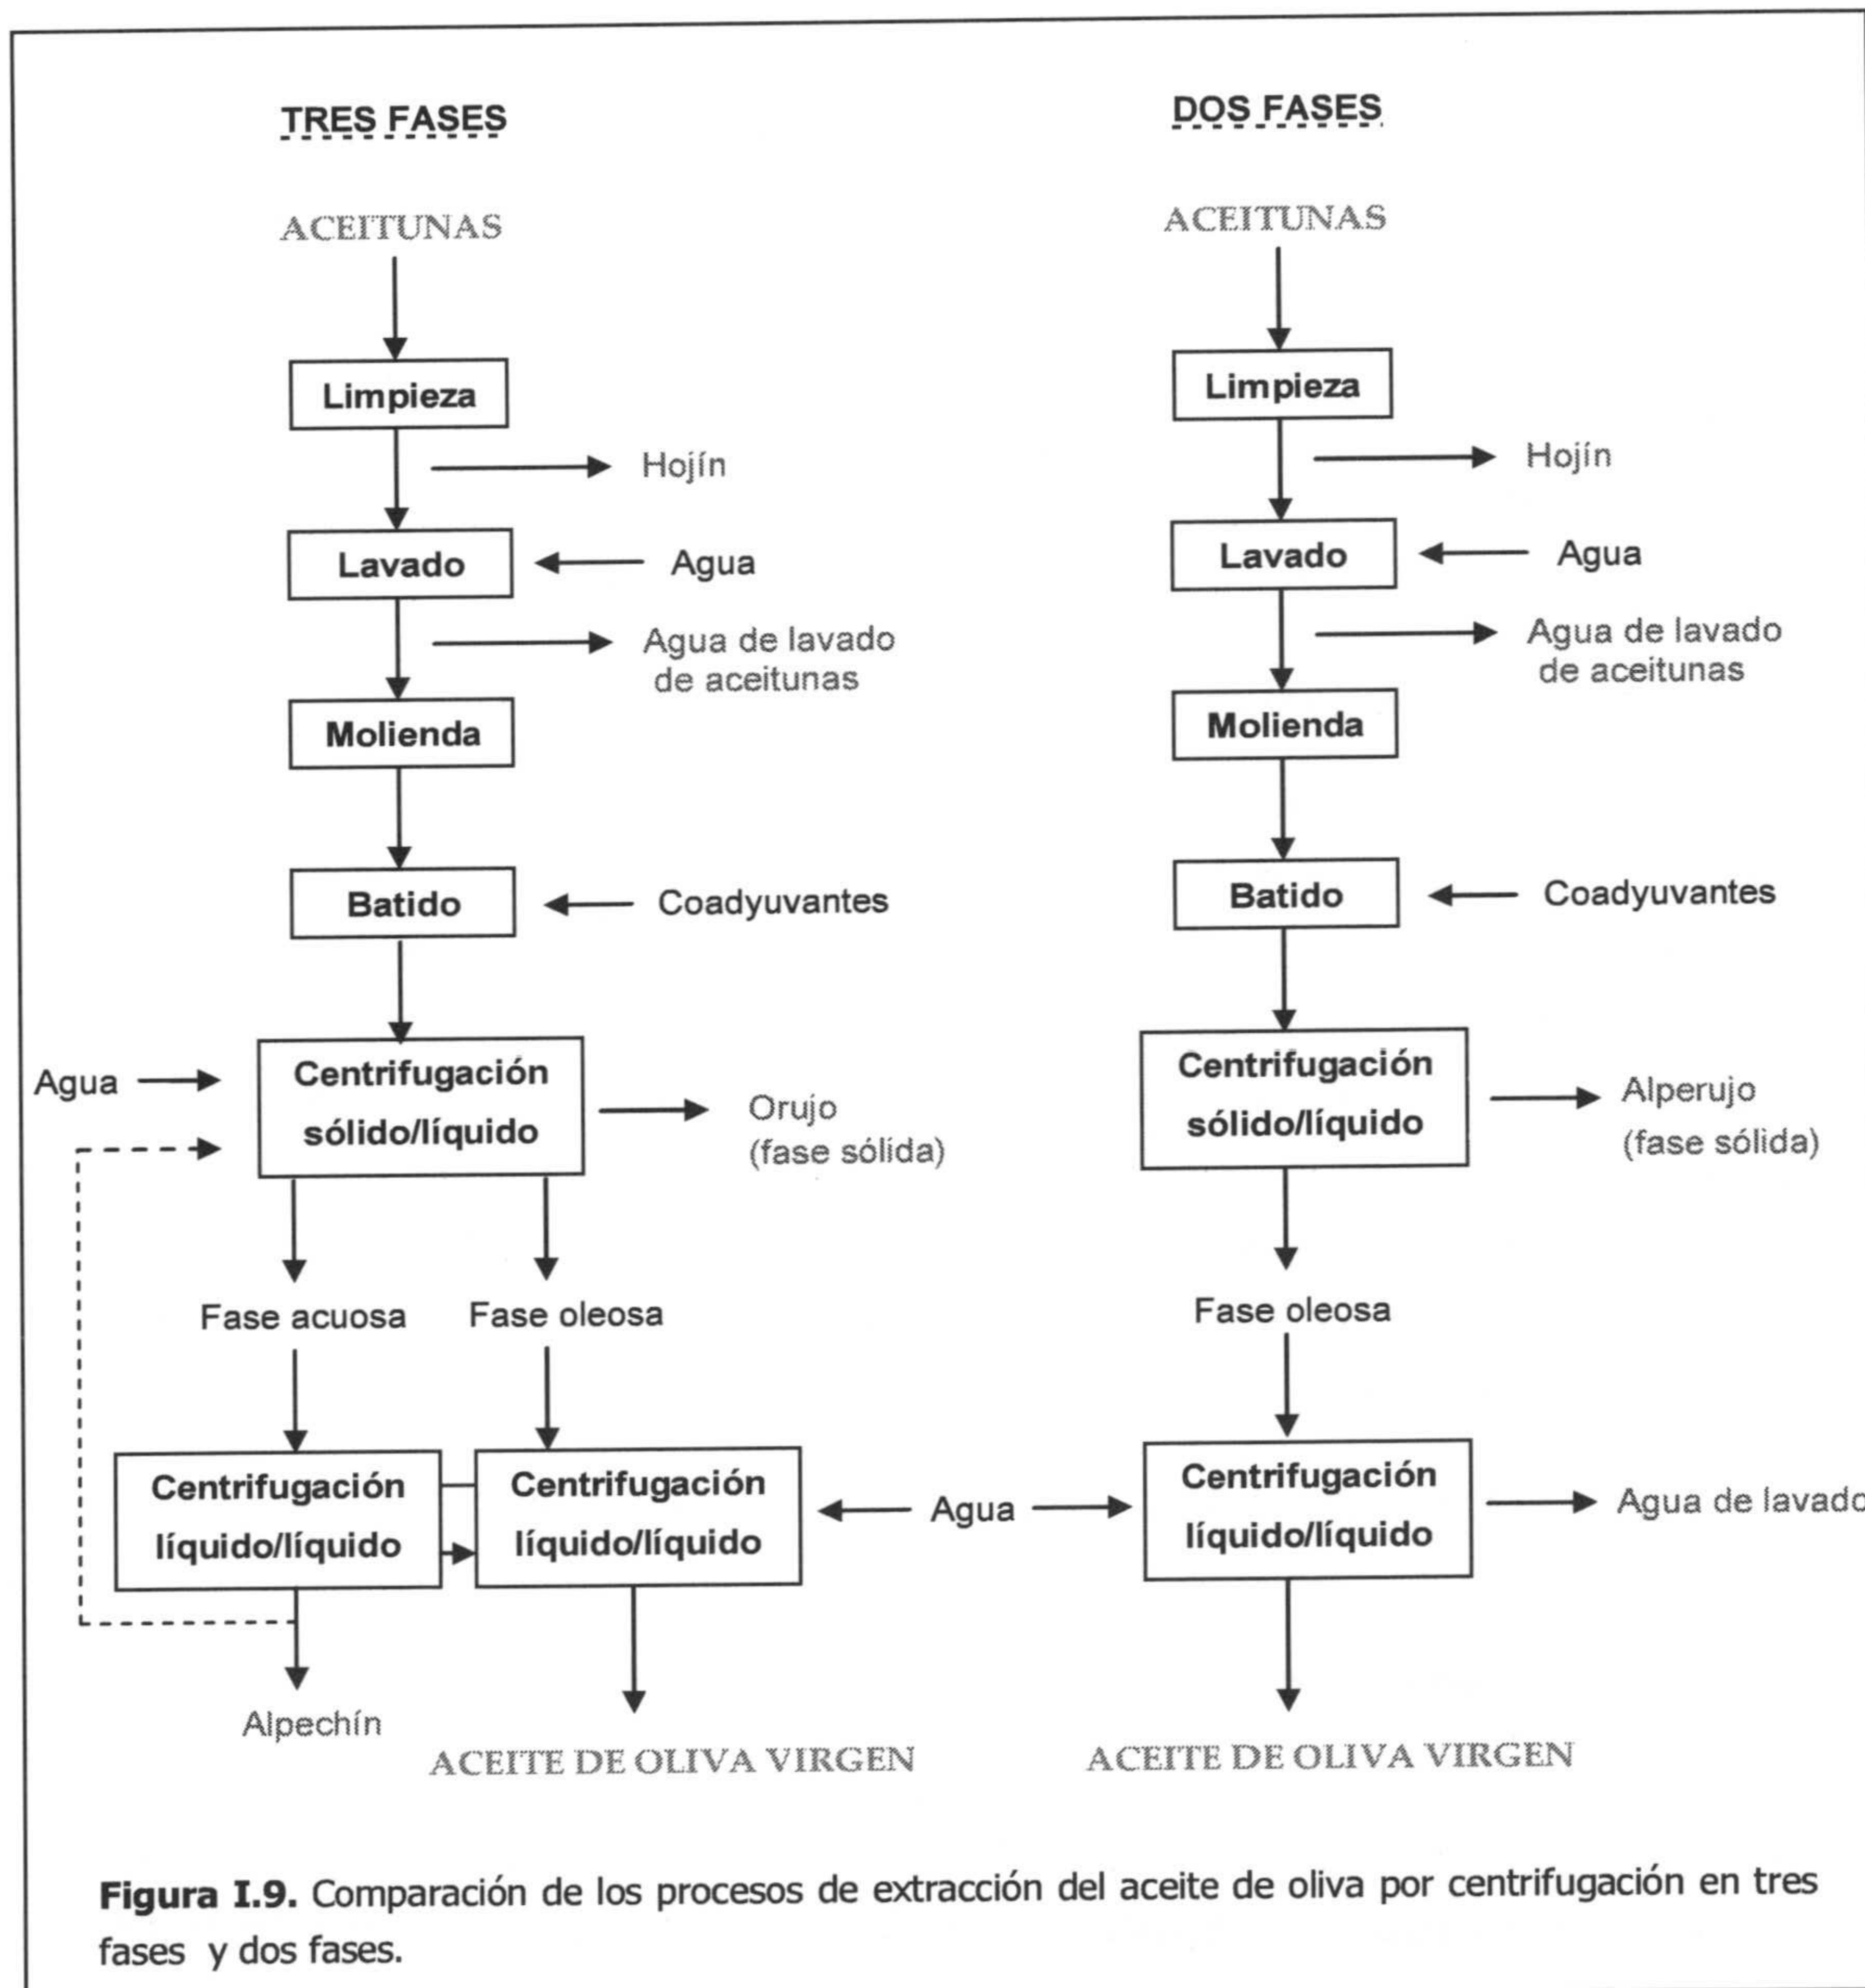 TRES FASES
ACEITUNAS
Limpieza
Hojín
Lavado
Agua
Agua de lavado
de aceitunas
Molienda
Batido
Coadyuvantes
Agua
Centrifugación
sólido/líquido
Orujo
(fase sólida)
Fase acuosa
Fase oleosa
Centrifugación
líquido/líquido
Centrifugación
líquido/líquido
Agua
Alpechín
ACEITE DE OLIVA VIRGEN
DOS FASES
ACEITUNAS
Limpieza
Hojín
Lavado
Agua
Agua de lavado
de aceitunas
Molienda
Batido
Coadyuvantes
Centrifugación
sólido/líquido
Alperujo
(fase sólida)
Fase oleosa
Centrifugación
líquido/líquido
Agua de lavado
ACEITE DE OLIVA VIRGEN
Figura I.9. Comparación de los procesos de extracción del aceite de oliva por centrifugación en tres
fases y dos fases.